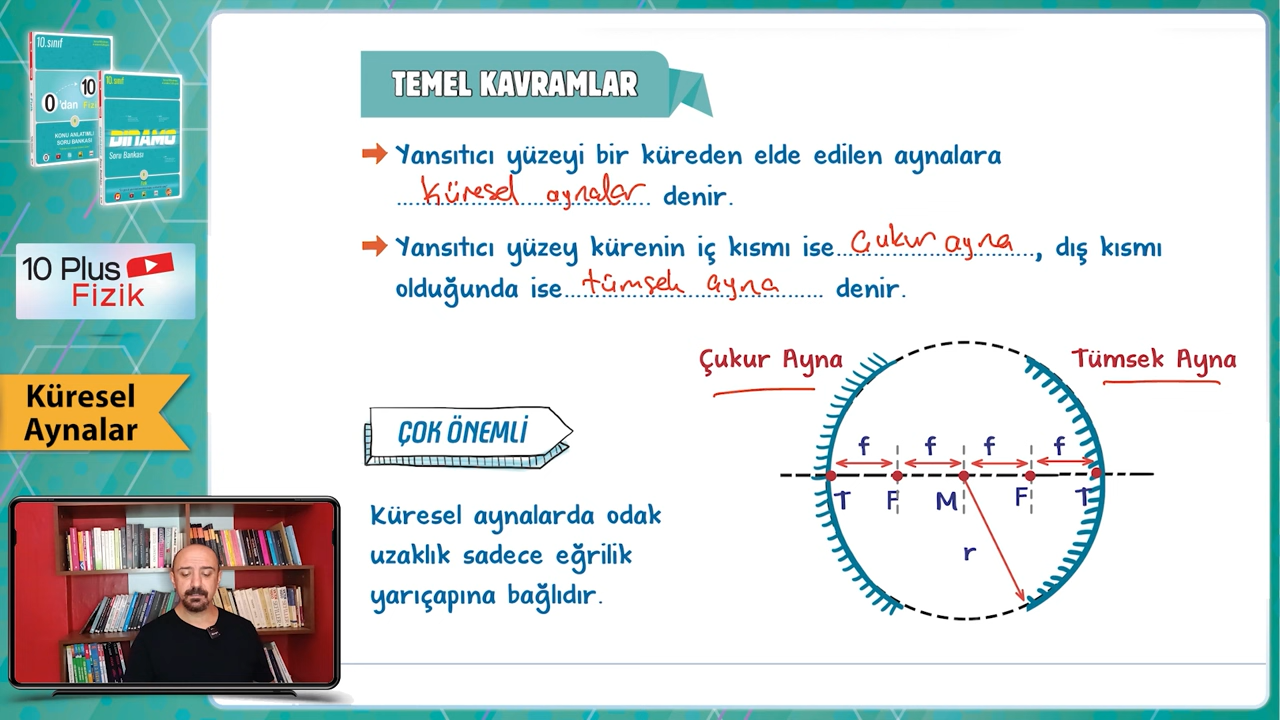 10.sınıf
0'dan 10
Fizik
KONU ANLATIMLI
SORU BANKASI
10.sınıf
DİNAMO
Soru Bankası
10 Plus
Fizik
Küresel
Aynalar
TEMEL KAVRAMLAR
Yansıtıcı yüzeyi bir küreden elde edilen aynalara
Küresel aynalar denir.
Yansıtıcı yüzey kürenin iç kısmı ise Çukur ayna, dış kısmı
olduğunda ise tümsek ayna denir.
ÇOK ÖNEMLİ
Küresel aynalarda odak
uzaklık sadece eğrilik
yarıçapına bağlıdır.
Çukur Ayna Tümsek Ayna
f f f f
T F M F T
r